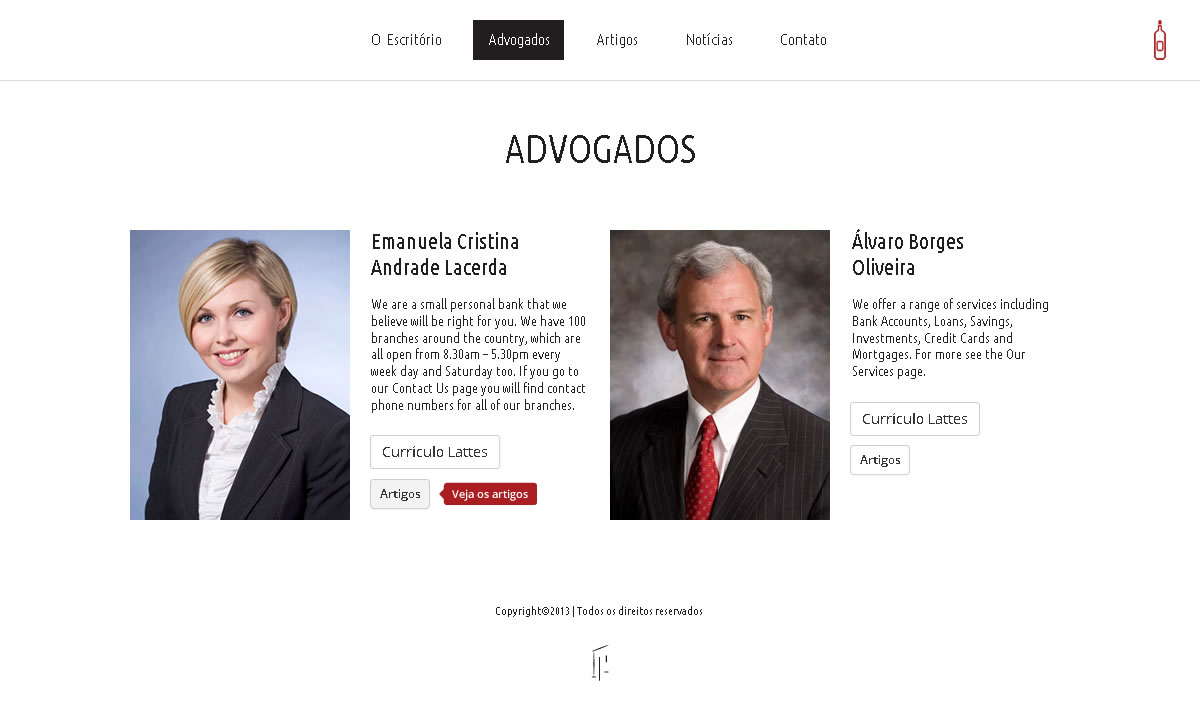 O Escritório
Advogados
Artigos
Notícias
Contato
ADVOGADOS
Emanuela Cristina
Andrade Lacerda
We are a small personal bank that we
believe will be right for you. We have 100
branches around the country, which are
all open from 8.30am – 5.30pm every
week day and Saturday too. If you go to
our Contact Us page you will find contact
phone numbers for all of our branches.
Currículo Lattes
Artigos
Veja os artigos
Álvaro Borges
Oliveira
We offer a range of services including
Bank Accounts, Loans, Savings,
Investments, Credit Cards and
Mortgages. For more see the Our
Services page.
Currículo Lattes
Artigos
Copyright©2013 | Todos os direitos reservados